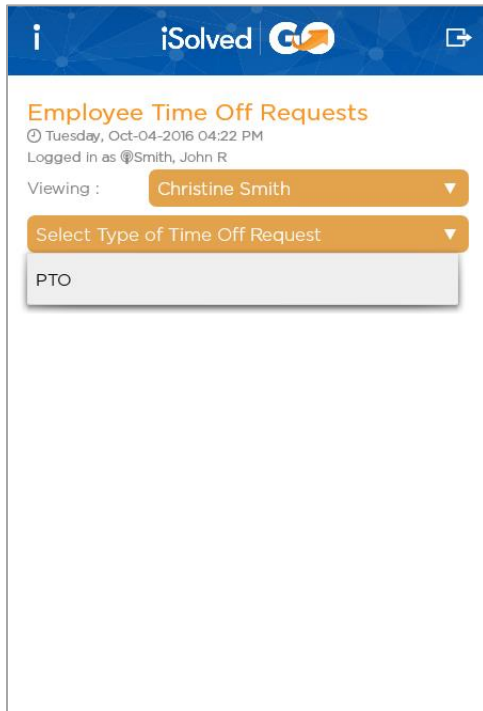 i iSolved GO
Employee Time Off Requests
Tuesday, Oct-04-2016 04:22 PM
Logged in as Smith, John R
Viewing : Christine Smith
Select Type of Time Off Request
PTO